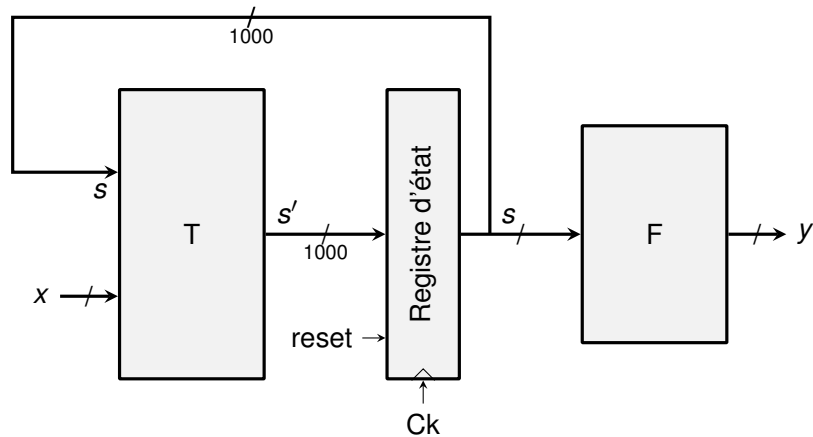 1000
s
T
s′
1000
x
Registre d'état
reset
Ck
s
F
y